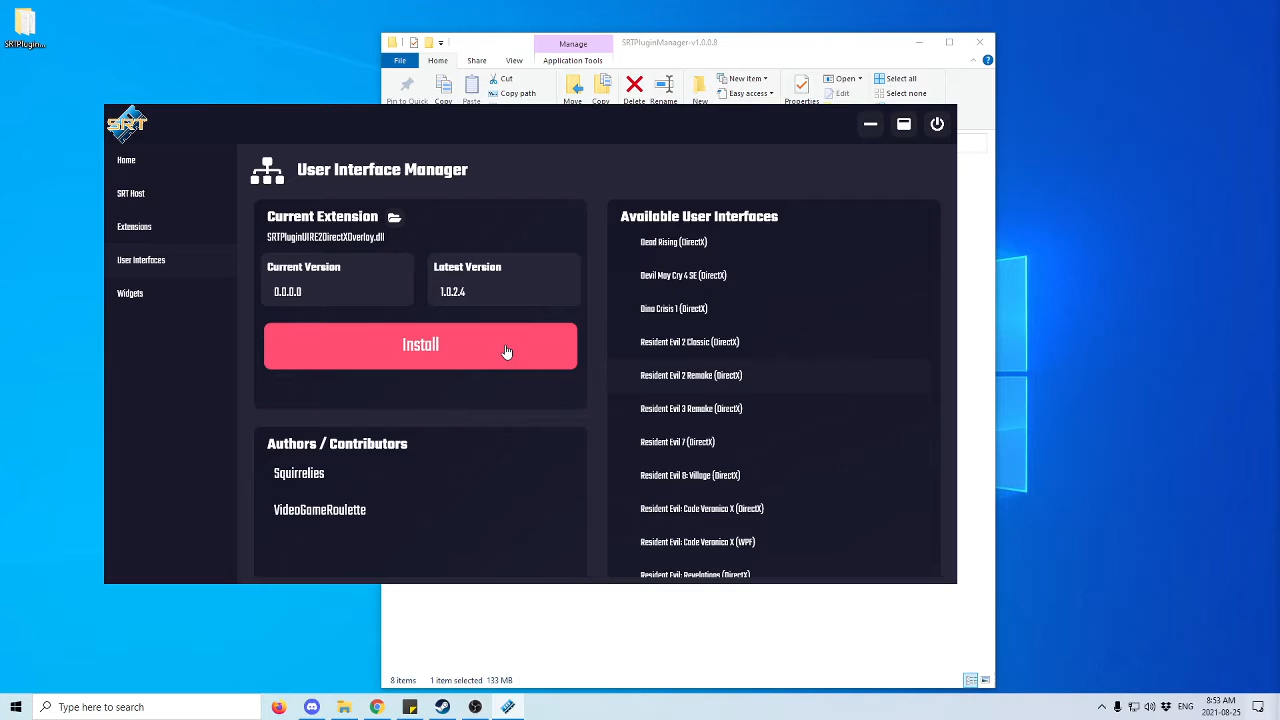 SRTPlugin...
Manage
SRTPluginManager-v1.0.0.8
File
Home
Share
View
Application Tools
Pin to Quick
Copy
Paste
Cut
Copy path
Move
Copy
Delete
Rename
New
New item
Easy access
Properties
Open
Edit
Select all
Select none
SRT
Home
SRT Host
Extensions
User Interfaces
Widgets
User Interface Manager
Current Extension
SRTPluginUIRE2DirectXOverlay.dll
Current Version
0.0.0.0
Latest Version
1.0.2.4
Install
Authors / Contributors
Squirrelies
VideoGameRoulette
Available User Interfaces
Dead Rising (DirectX)
Devil May Cry 4 SE (DirectX)
Dino Crisis 1 (DirectX)
Resident Evil 2 Classic (DirectX)
Resident Evil 2 Remake (DirectX)
Resident Evil 3 Remake (DirectX)
Resident Evil 7 (DirectX)
Resident Evil 8: Village (DirectX)
Resident Evil: Code Veronica X (DirectX)
Resident Evil: Code Veronica X (WPF)
Resident Evil: Revelations (DirectX)
8 items
1 item selected 133 MB
Type here to search
ENG
8:53 AM
2021-08-25